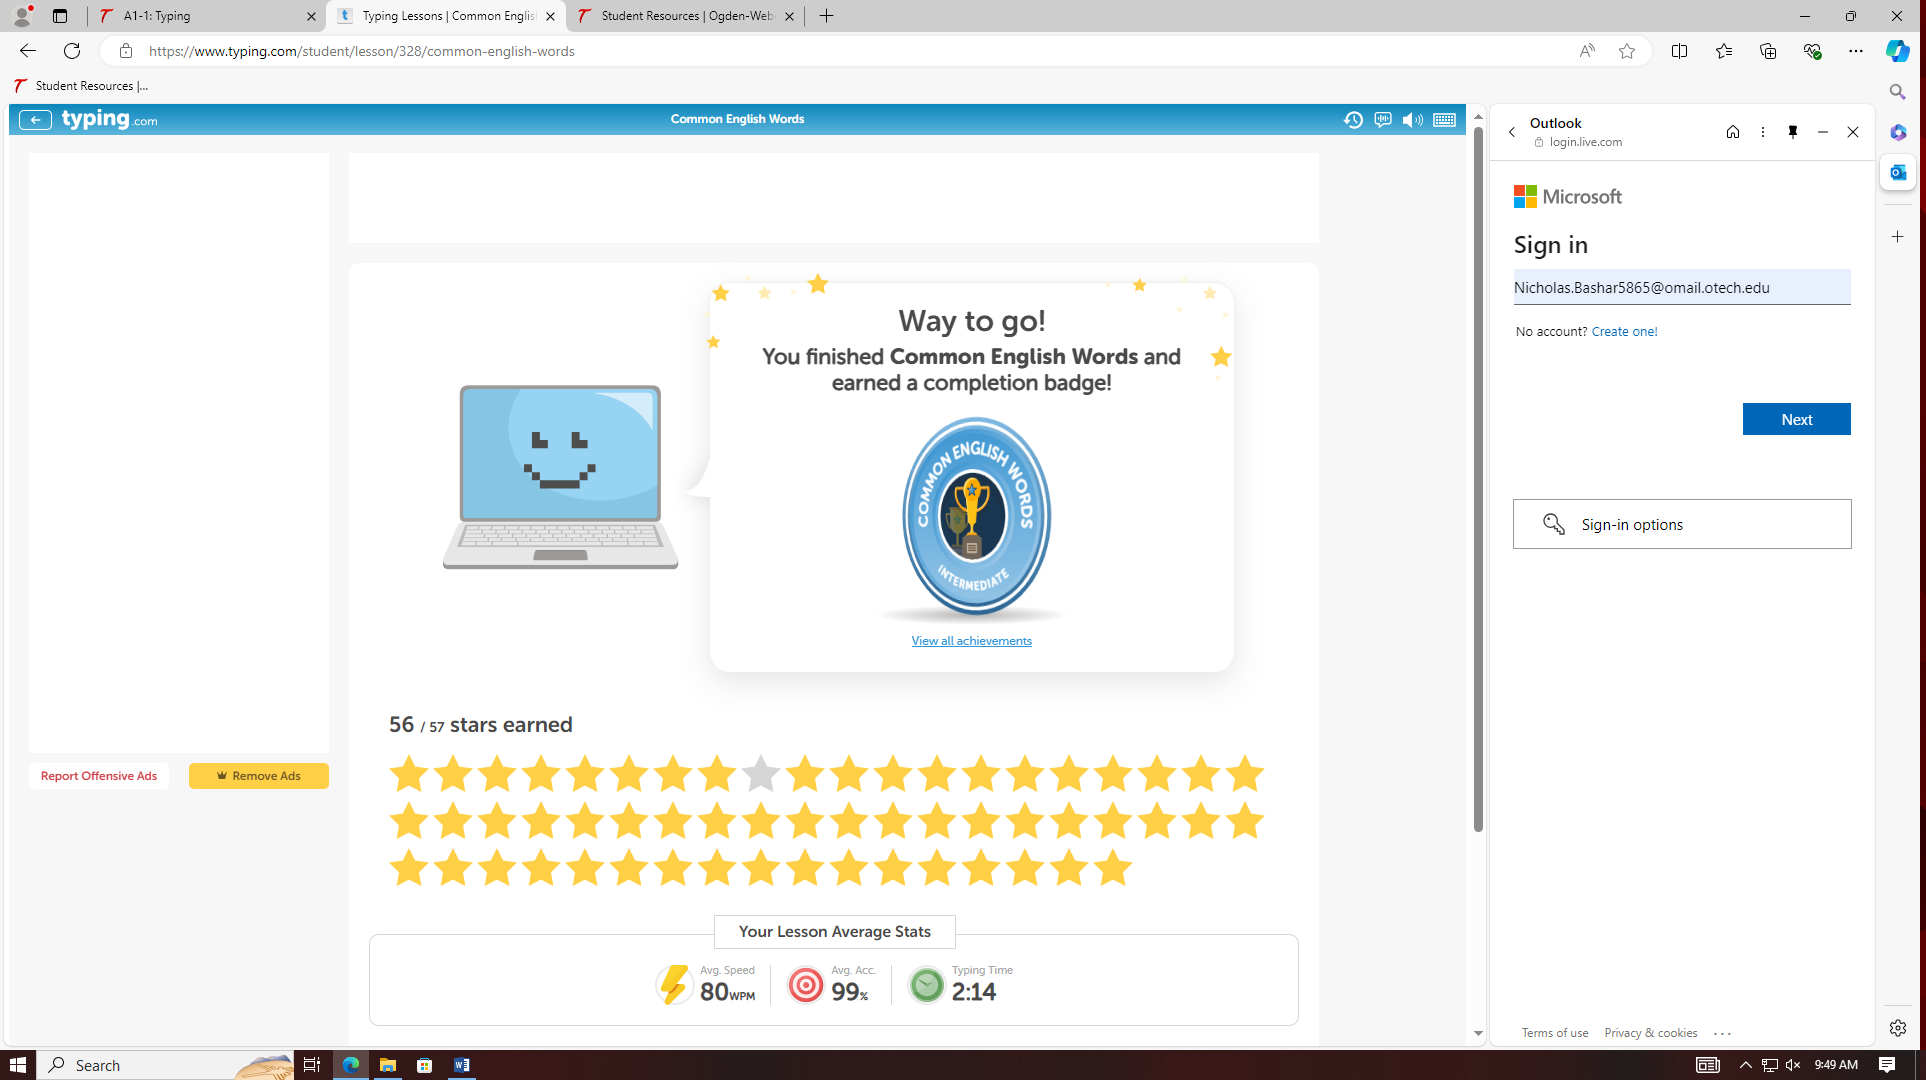 A1-1: Typing
Typing Lessons | Common Englis
Student Resources | Ogden-Web
https://www.typing.com/student/lesson/328/common-english-words
Student Resources |...
typing.com
Common English Words
Outlook
login.live.com
Microsoft
Sign in
Nicholas.Bashar5865@omail.otech.edu
No account? Create one!
Next
Sign-in options
Way to go!
You finished Common English Words and
earned a completion badge!
COMMON ENGLISH WORDS
INTERMEDIATE
View all achievements
56 / 57 stars earned
Report Offensive Ads
Remove Ads
Your Lesson Average Stats
Avg. Speed
80WPM
Avg. Acc.
99%
Typing Time
2:14
Terms of use
Privacy & cookies
...
Search
9:49 AM